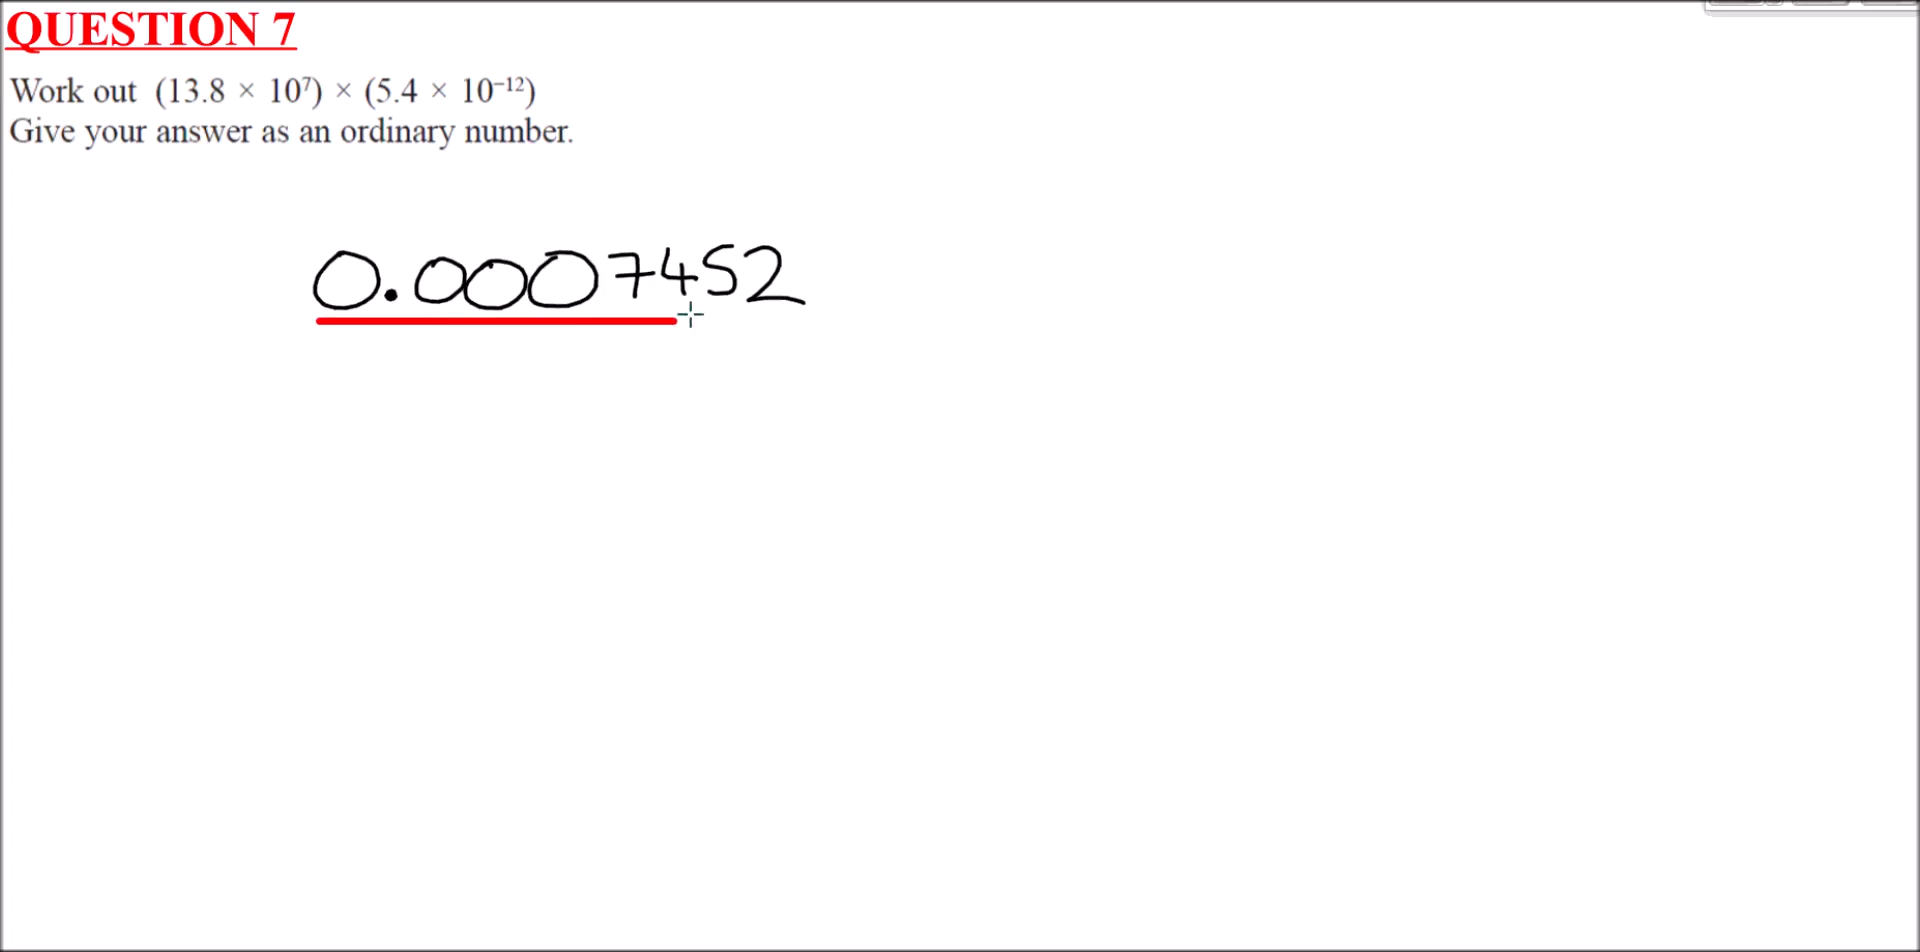 QUESTION 7
Work out (13.8 × 10⁷) × (5.4 × 10⁻¹²)
Give your answer as an ordinary number.
0.0007452